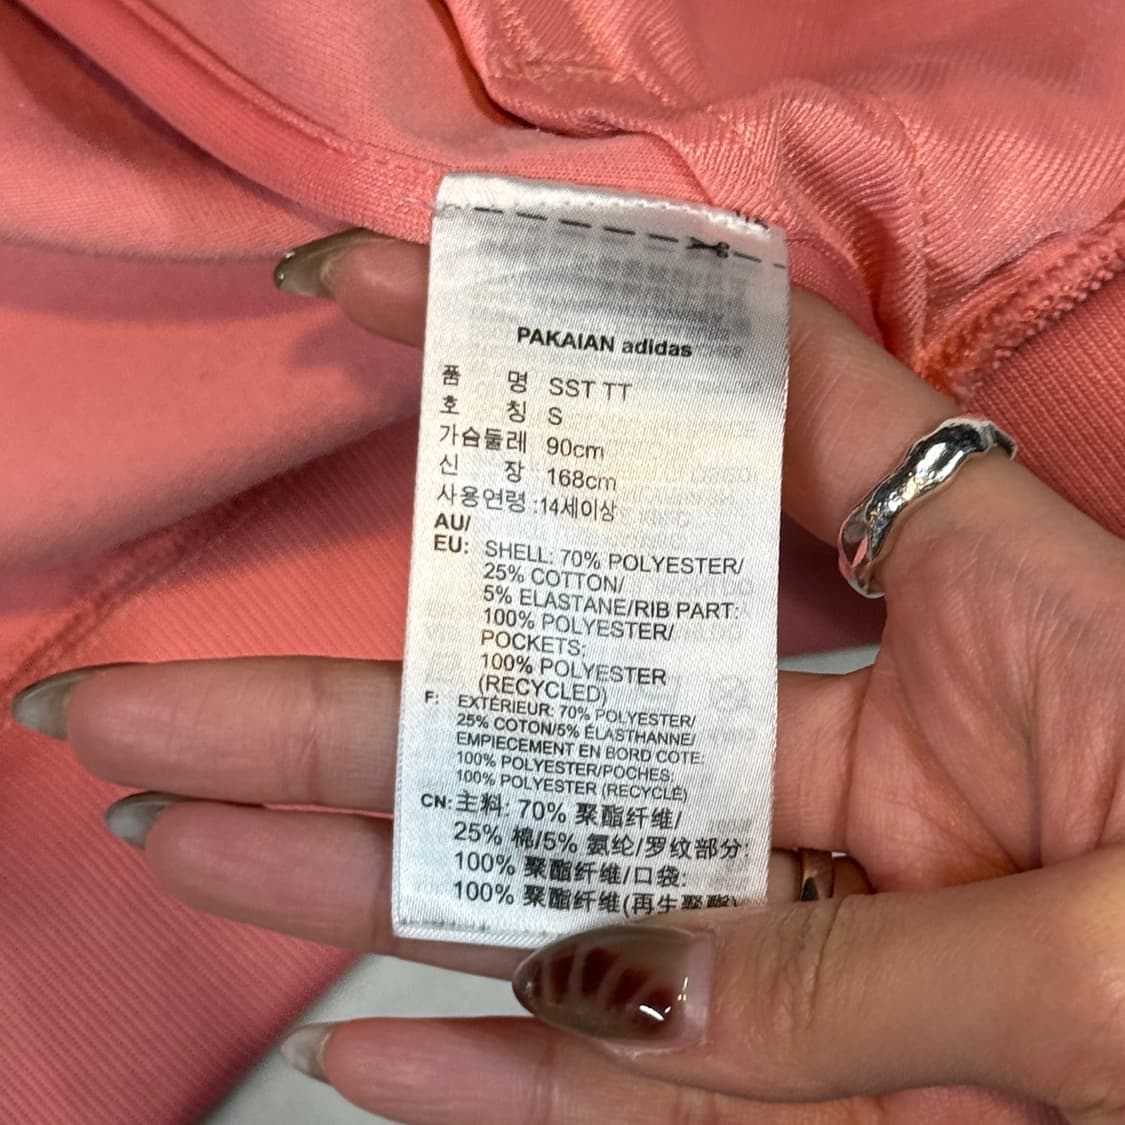 PAKAIAN adidas
품 명 SST TT
호 칭 S
가슴둘레 90cm
신 장 168cm
사용연령 :14세이상
AU/
EU: SHELL: 70% POLYESTER/
25% COTTON/
5% ELASTANE/RIB PART:
100% POLYESTER/
POCKETS:
100% POLYESTER
(RECYCLED)
F: EXTÉRIEUR: 70% POLYESTER/
25% COTON/5% ÉLASTHANNE/
EMPIECEMENT EN BORD COTE:
100% POLYESTER/POCHES:
100% POLYESTER (RECYCLÉ)
CN: 主料: 70% 聚酯纤维/
25% 棉/5% 氨纶/罗纹部分:
100% 聚酯纤维/口袋:
100% 聚酯纤维(再生聚酯)